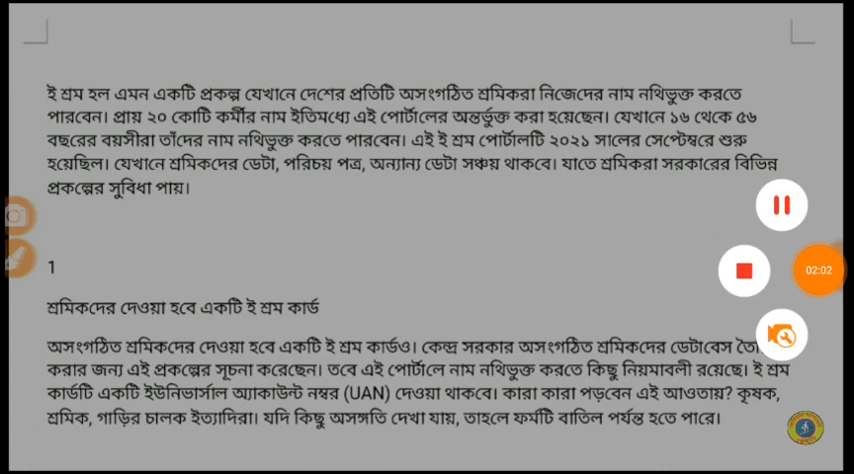 ই শ্রম হল এমন একটি প্রকল্প যেখানে দেশের প্রতিটি অসংগঠিত শ্রমিকরা নিজেদের নাম নথিভুক্ত করতে
পারবেন। প্রায় ২০ কোটি কর্মীর নাম ইতিমধ্যে এই পোর্টালের অন্তর্ভুক্ত করা হয়েছেন। যেখানে ১৬ থেকে ৫৬
বছরের বয়সীরা তাঁদের নাম নথিভুক্ত করতে পারবেন। এই ই শ্রম পোর্টালটি ২০২১ সালের সেপ্টেম্বরে শুরু
হয়েছিল। যেখানে শ্রমিকদের ডেটা, পরিচয় পত্র, অন্যান্য ডেটা সঞ্চয় থাকবে। যাতে শ্রমিকরা সরকারের বিভিন্ন
প্রকল্পের সুবিধা পায়।
02:02
1
শ্রমিকদের দেওয়া হবে একটি ই শ্রম কার্ড
অসংগঠিত শ্রমিকদের দেওয়া হবে একটি ই শ্রম কার্ডও। কেন্দ্র সরকার অসংগঠিত শ্রমিকদের ডেটাবেস
করার জন্য এই প্রকল্পের সূচনা করেছেন। তবে এই পোর্টালে নাম নথিভুক্ত করতে কিছু নিয়মাবলী রয়েছে। ই শ্রম
কার্ডটি একটি ইউনিভার্সাল অ্যাকাউন্ট নম্বর (UAN) দেওয়া থাকবে। কারা কারা পড়বেন এই আওতায়? কৃষক,
শ্রমিক, গাড়ির চালক ইত্যাদিরা। যদি কিছু অসঙ্গতি দেখা যায়, তাহলে ফর্মটি বাতিল পর্যন্ত হতে পারে।